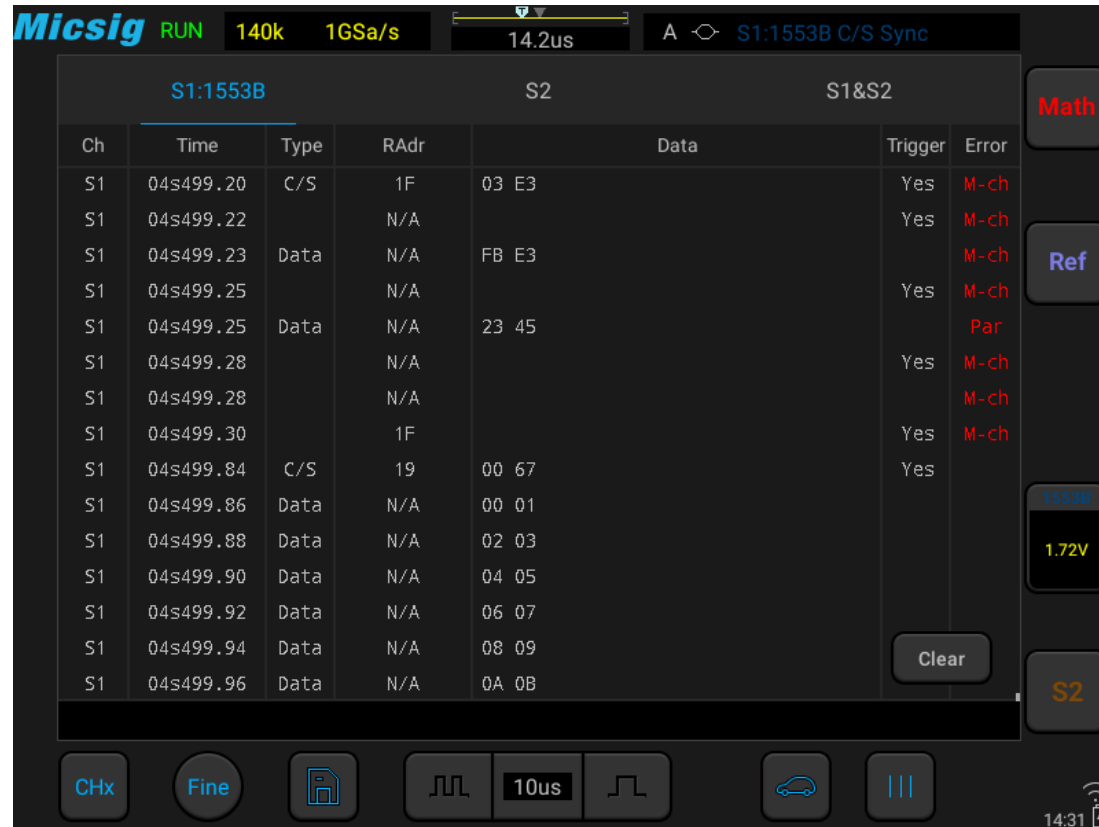 Micsig RUN 140k 1GSa/s T 14.2us A S1:1553B C/S Sync
S1:1553B S2 S1&S2
Math
Ch Time Type RAdr Data Trigger Error
S1 04s499.20 C/S 1F 03 E3 Yes M-ch
S1 04s499.22 N/A Yes M-ch
S1 04s499.23 Data N/A FB E3 M-ch
Ref
S1 04s499.25 N/A Yes M-ch
S1 04s499.25 Data N/A 23 45 Par
S1 04s499.28 N/A Yes M-ch
S1 04s499.28 N/A M-ch
S1 04s499.30 1F Yes M-ch
S1 04s499.84 C/S 19 00 67 Yes
1553B
S1 04s499.86 Data N/A 00 01
S1 04s499.88 Data N/A 02 03
1.72V
S1 04s499.90 Data N/A 04 05
S1 04s499.92 Data N/A 06 07
S1 04s499.94 Data N/A 08 09
Clear
S1 04s499.96 Data N/A 0A 0B
S2
CHx Fine 10us
14:31